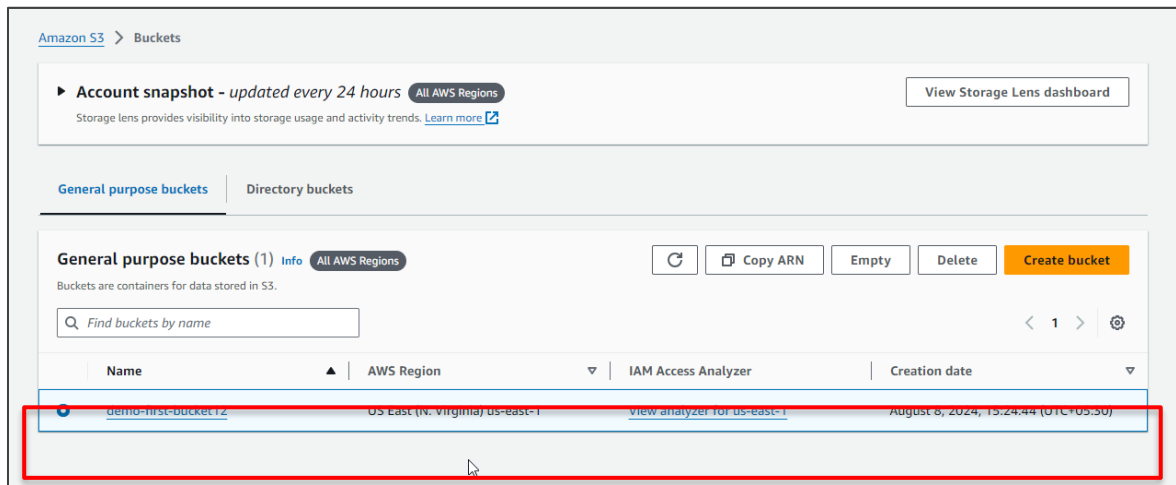 Amazon S3 > Buckets
Account snapshot - updated every 24 hours All AWS Regions
View Storage Lens dashboard
Storage lens provides visibility into storage usage and activity trends. Learn more
General purpose buckets Directory buckets
General purpose buckets (1) Info All AWS Regions
Copy ARN Empty Delete Create bucket
Buckets are containers for data stored in S3.
Find buckets by name
1
Name AWS Region IAM Access Analyzer Creation date
demo-first-bucket12 US East (N. Virginia) us-east-1 View analyzer for us-east-1 August 8, 2024, 15:24:44 (UTC+05:30)